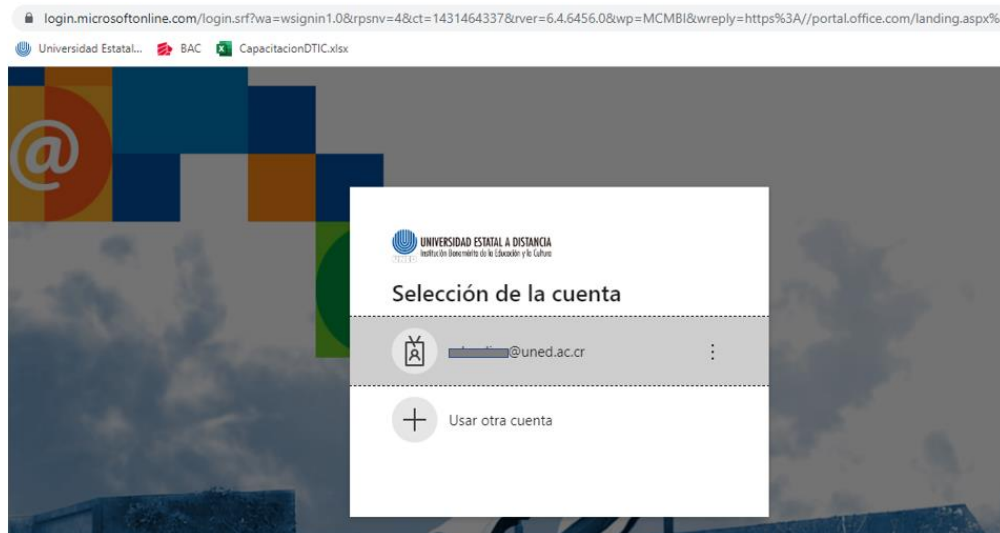 login.microsoftonline.com/login.srf?wa=wsignin1.0&rpsnv=4&ct=1431464337&rver=6.4.6456.0&wp=MCMBI&wreply=https%3A//portal.office.com/landing.aspx%
Universidad Estatal... BAC CapacitacionDTIC.xlsx
@
UNIVERSIDAD ESTATAL A DISTANCIA
Institución Benemérita de la Educación y la Cultura
UNED
Selección de la cuenta
@uned.ac.cr
Usar otra cuenta